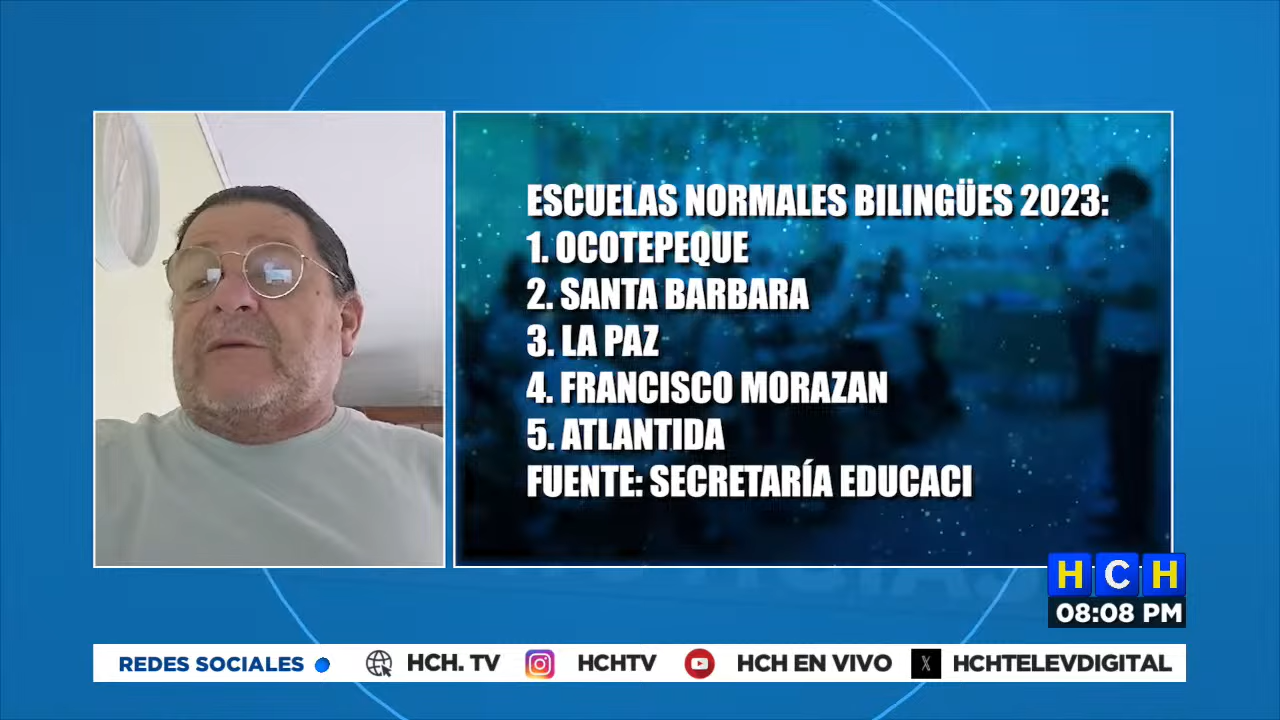 ESCUELAS NORMALES BILINGÜES 2023:
1. OCOTEPEQUE
2. SANTA BARBARA
3. LA PAZ
4. FRANCISCO MORAZAN
5. ATLANTIDA
FUENTE: SECRETARÍA EDUCACI
HCH
08:08 PM
REDES SOCIALES HCH. TV HCHTV HCH EN VIVO HCHTELEVDIGITAL